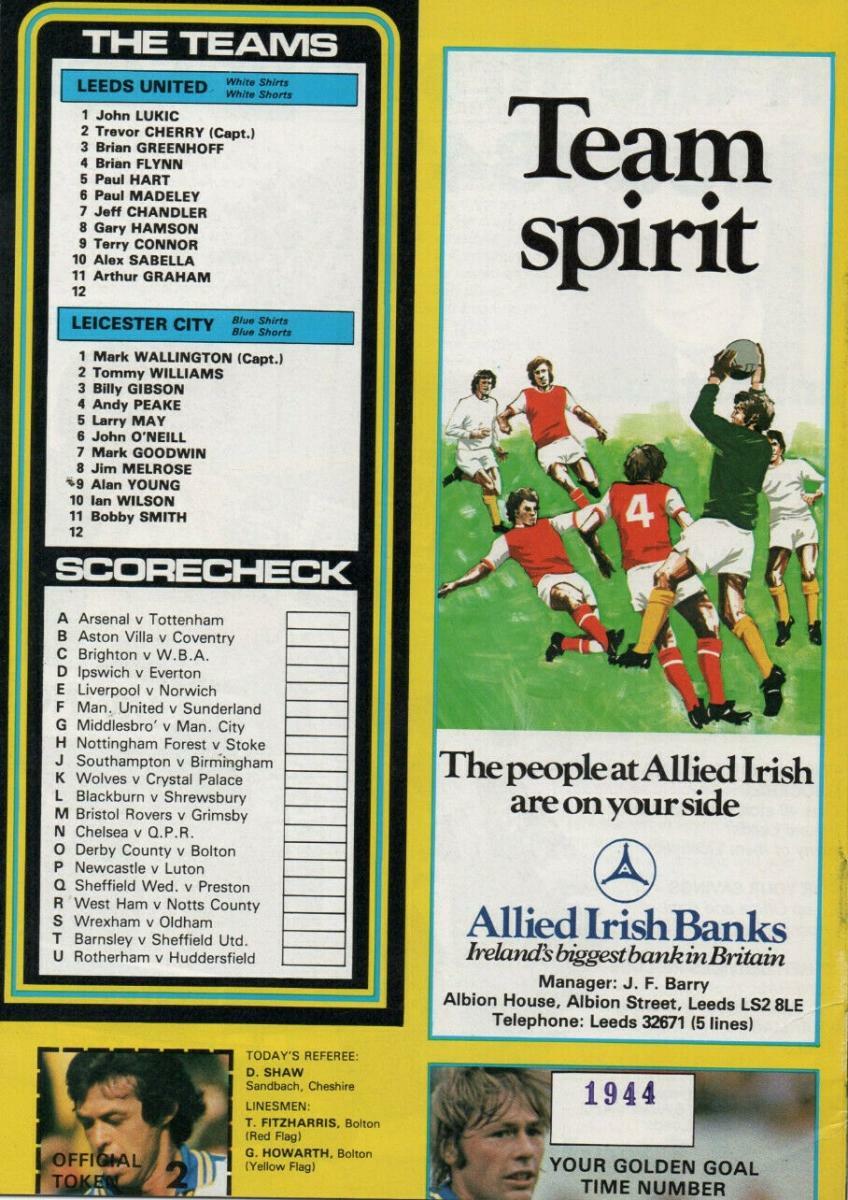 THE TEAMS
LEEDS UNITED White Shirts
White Shorts
1 John LUKIC
2 Trevor CHERRY (Capt.)
3 Brian GREENHOFF
4 Brian FLYNN
5 Paul HART
6 Paul MADELEY
7 Jeff CHANDLER
8 Gary HAMSON
9 Terry CONNOR
10 Alex SABELLA
11 Arthur GRAHAM
12
LEICESTER CITY Blue Shirts
Blue Shorts
1 Mark WALLINGTON (Capt.)
2 Tommy WILLIAMS
3 Billy GIBSON
4 Andy PEAKE
5 Larry MAY
6 John O'NEILL
7 Mark GOODWIN
8 Jim MELROSE
9 Alan YOUNG
10 Ian WILSON
11 Bobby SMITH
12
SCORECHECK
A Arsenal v Tottenham
B Aston Villa v Coventry
C Brighton v W.B.A.
D Ipswich v Everton
E Liverpool v Norwich
F Man. United v Sunderland
G Middlesbro' v Man. City
H Nottingham Forest v Stoke
J Southampton v Birmingham
K Wolves v Crystal Palace
L Blackburn v Shrewsbury
M Bristol Rovers v Grimsby
N Chelsea v Q.P.R.
O Derby County v Bolton
P Newcastle v Luton
Q Sheffield Wed. v Preston
R West Ham v Notts County
S Wrexham v Oldham
T Barnsley v Sheffield Utd.
U Rotherham v Huddersfield
OFFICIAL
TOKEN 2
TODAY'S REFEREE:
D. SHAW
Sandbach, Cheshire
LINESMEN:
T. FITZHARRIS, Bolton
(Red Flag)
G. HOWARTH, Bolton
(Yellow Flag)
Team
spirit
4
The people at Allied Irish
are on your side
A
Allied Irish Banks
Ireland's biggest bank in Britain
Manager: J. F. Barry
Albion House, Albion Street, Leeds LS2 8LE
Telephone: Leeds 32671 (5 lines)
1944
YOUR GOLDEN GOAL
TIME NUMBER